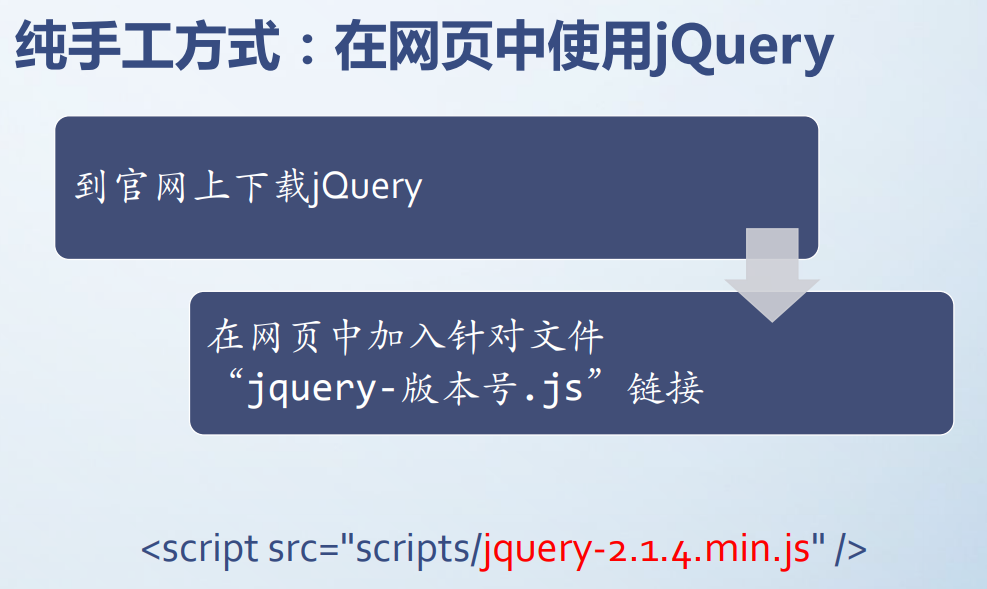 纯手工方式：在网页中使用jQuery
到官网上下载jQuery
在网页中加入针对文件
“jquery-版本号.js”链接
<script src="scripts/jquery-2.1.4.min.js" />